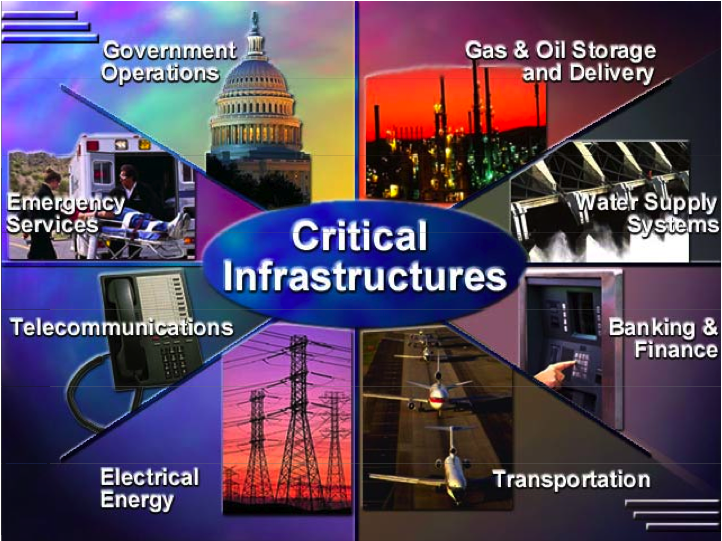 Government
Operations
Gas & Oil Storage
and Delivery
Emergency
Services
Water Supply
Systems
Critical
Infrastructures
Telecommunications
Banking &
Finance
Electrical
Energy
Transportation